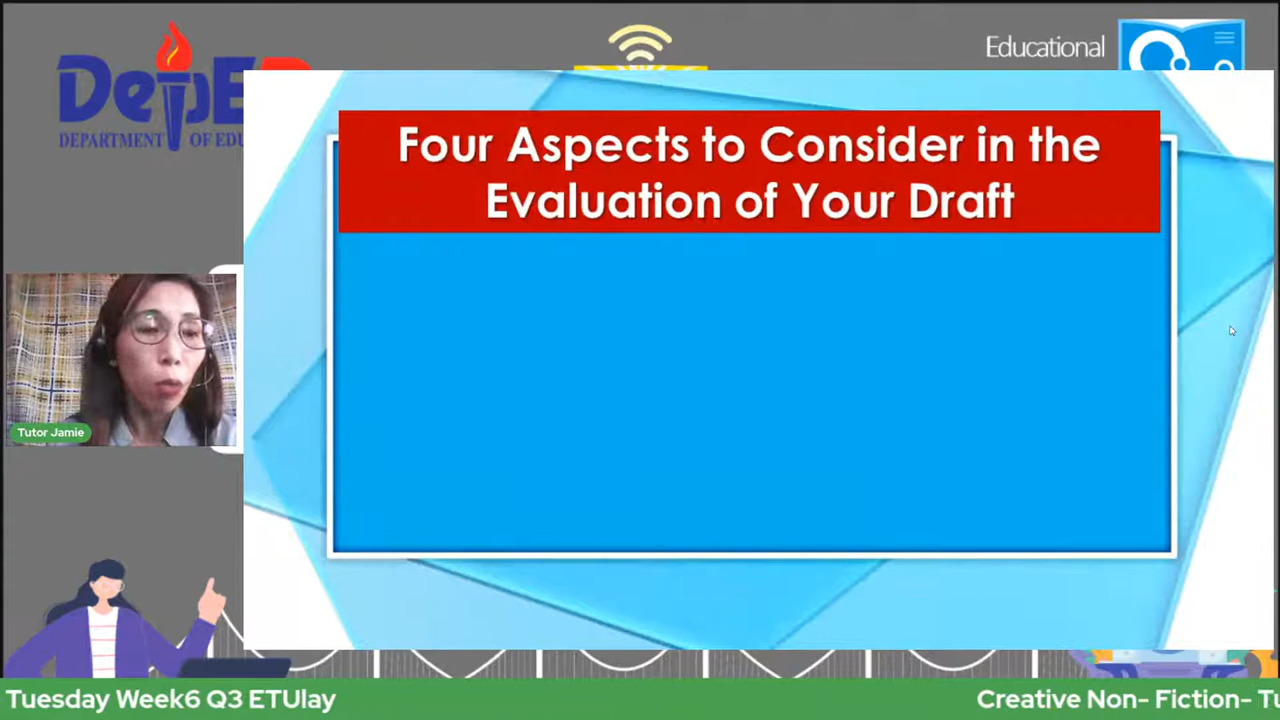 DepE
DEPARTMENT OF EDU
Educational
Four Aspects to Consider in the
Evaluation of Your Draft
Tutor Jamie
Tuesday Week6 Q3 ETUlay
Creative Non- Fiction- Tu